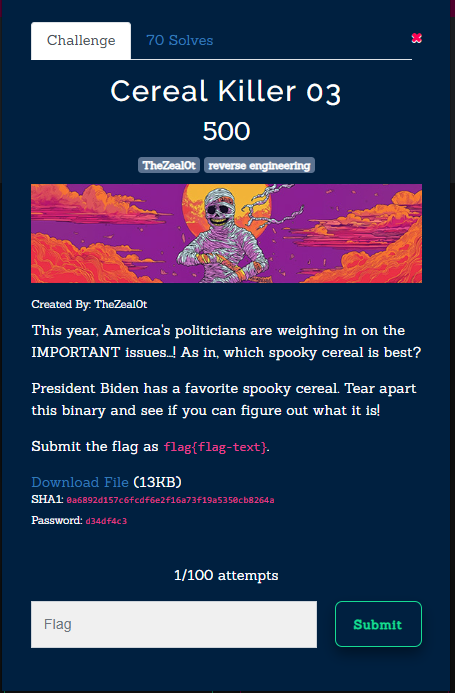 Challenge
70 Solves
✖
Cereal Killer 03
500
TheZeal0t reverse engineering
Created By: TheZeal0t
This year, America's politicians are weighing in on the
IMPORTANT issues...! As in, which spooky cereal is best?
President Biden has a favorite spooky cereal. Tear apart
this binary and see if you can figure out what it is!
Submit the flag as flag{flag-text}.
Download File (13KB)
SHA1: 0a6892d157c6fcdf6e2f16a73f19a5350cb8264a
Password: d34df4c3
1/100 attempts
Flag
Submit